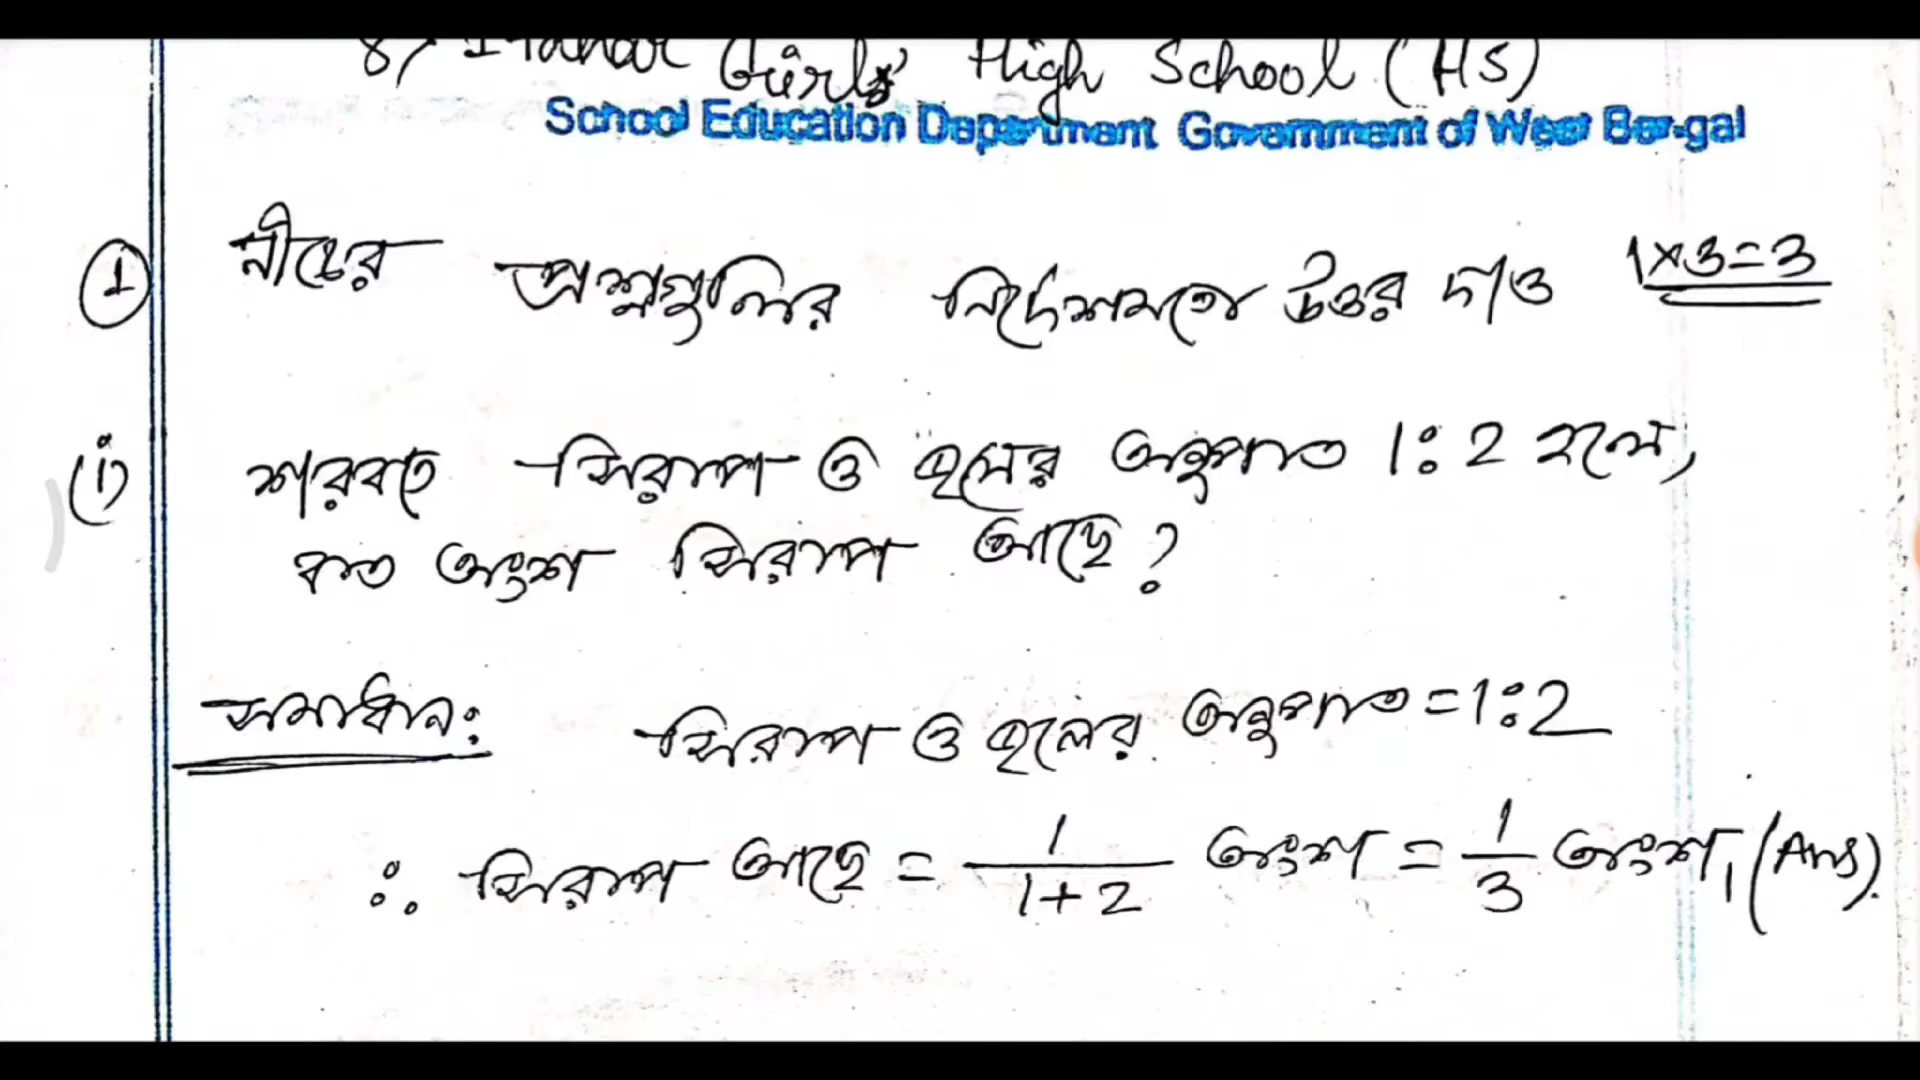 8) Girls' High School (HS)
School Education Department Government of West Bengal
① নীচের প্রশ্নগুলির নির্দেশমতো উত্তর দাও 1×3=3
(i) শরবতে সিরাপ ও জলের অনুপাত 1:2 হলে,
কত অংশ সিরাপ আছে?
সমাধান: সিরাপ ও জলের অনুপাত = 1:2
∴ সিরাপ আছে = 1/1+2 অংশ = 1/3 অংশ, (Ans).